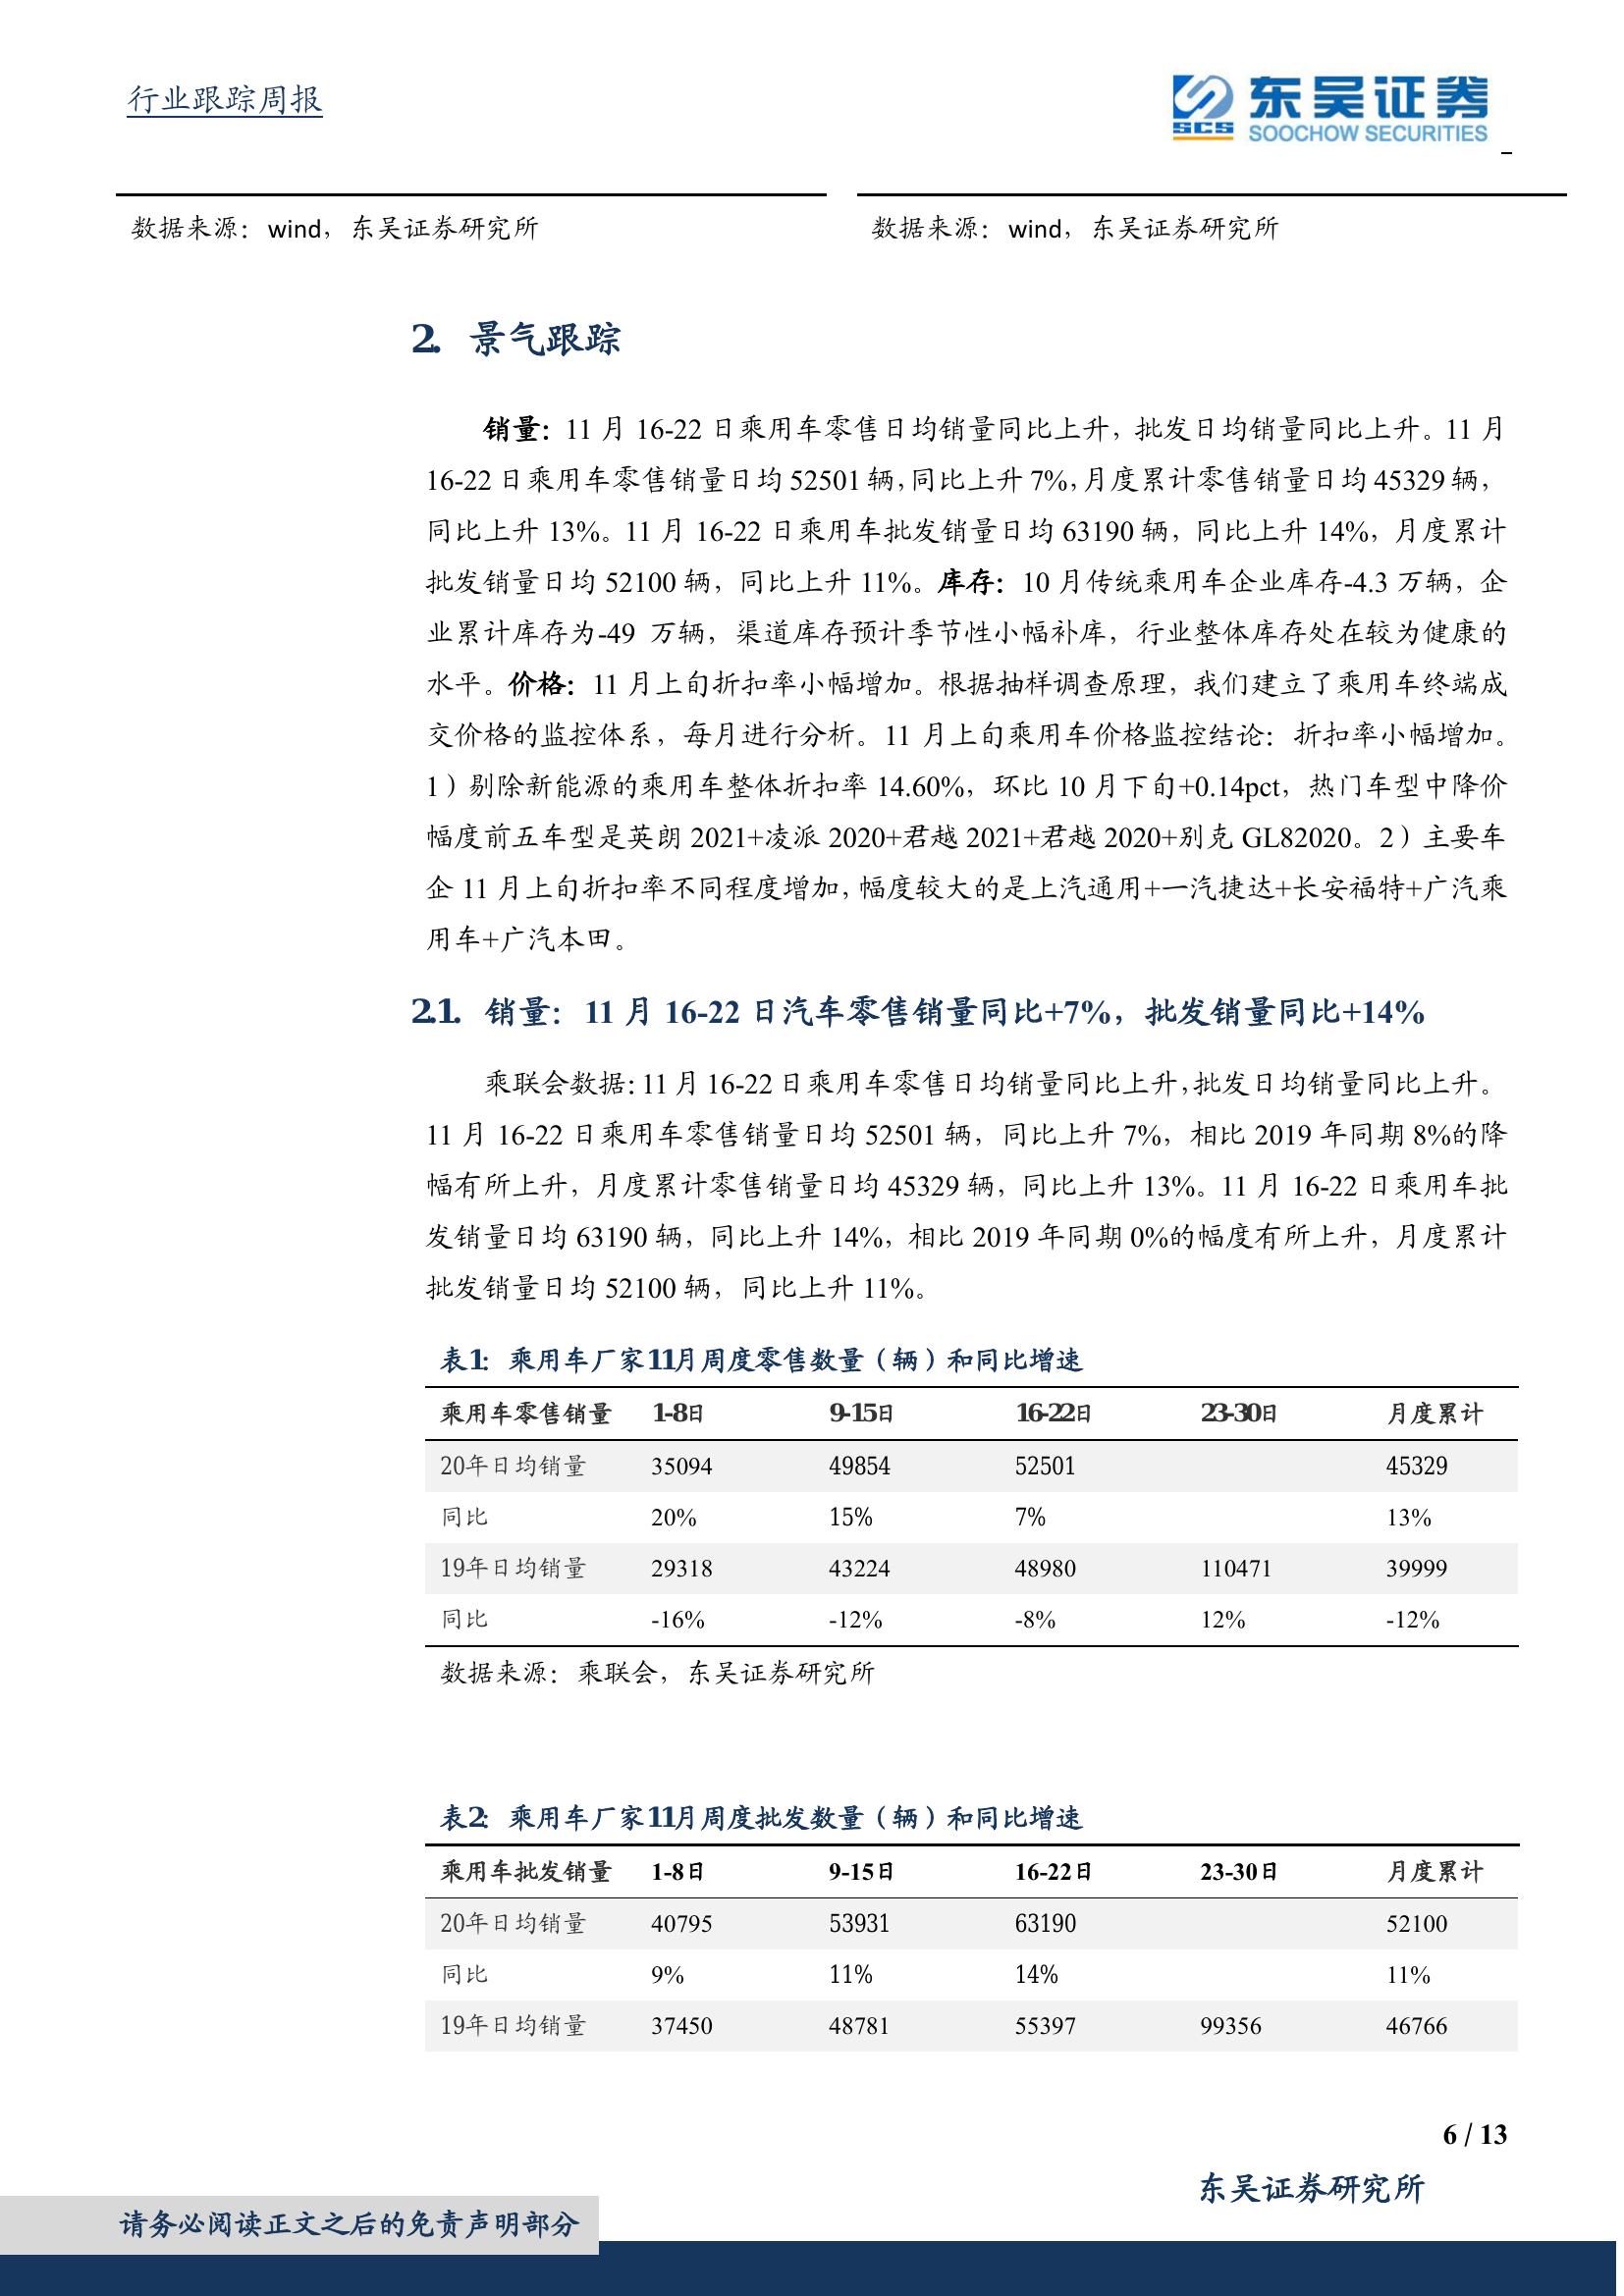 行业跟踪周报
东吴证券
SCS
SOOCHOW SECURITIES
数据来源：wind，东吴证券研究所
数据来源：wind，东吴证券研究所
2. 景气跟踪
销量：11 月 16-22 日乘用车零售日均销量同比上升，批发日均销量同比上升。11 月
16-22 日乘用车零售销量日均 52501 辆，同比上升 7%，月度累计零售销量日均 45329 辆，
同比上升 13%。11 月 16-22 日乘用车批发销量日均 63190 辆，同比上升 14%，月度累计
批发销量日均 52100 辆，同比上升 11%。库存：10 月传统乘用车企业库存-4.3 万辆，企
业累计库存为-49 万辆，渠道库存预计季节性小幅补库，行业整体库存处在较为健康的
水平。价格：11 月上旬折扣率小幅增加。根据抽样调查原理，我们建立了乘用车终端成
交价格的监控体系，每月进行分析。11 月上旬乘用车价格监控结论：折扣率小幅增加。
1）剔除新能源的乘用车整体折扣率 14.60%，环比 10 月下旬+0.14pct，热门车型中降价
幅度前五车型是英朗 2021+凌派 2020+君越 2021+君越 2020+别克 GL82020。2）主要车
企 11 月上旬折扣率不同程度增加，幅度较大的是上汽通用+一汽捷达+长安福特+广汽乘
用车+广汽本田。
2.1. 销量：11 月 16-22 日汽车零售销量同比+7%，批发销量同比+14%
乘联会数据：11 月 16-22 日乘用车零售日均销量同比上升，批发日均销量同比上升。
11 月 16-22 日乘用车零售销量日均 52501 辆，同比上升 7%，相比 2019 年同期 8%的降
幅有所上升，月度累计零售销量日均 45329 辆，同比上升 13%。11 月 16-22 日乘用车批
发销量日均 63190 辆，同比上升 14%，相比 2019 年同期 0%的幅度有所上升，月度累计
批发销量日均 52100 辆，同比上升 11%。
表1： 乘用车厂家11月周度零售数量（辆）和同比增速
乘用车零售销量 1-8日 9-15日 16-22日 23-30日 月度累计
20年日均销量 35094 49854 52501 45329
同比 20% 15% 7% 13%
19年日均销量 29318 43224 48980 110471 39999
同比 -16% -12% -8% 12% -12%
数据来源：乘联会，东吴证券研究所
表2： 乘用车厂家11月周度批发数量（辆）和同比增速
乘用车批发销量 1-8日 9-15日 16-22日 23-30日 月度累计
20年日均销量 40795 53931 63190 52100
同比 9% 11% 14% 11%
19年日均销量 37450 48781 55397 99356 46766
6 / 13
东吴证券研究所
请务必阅读正文之后的免责声明部分